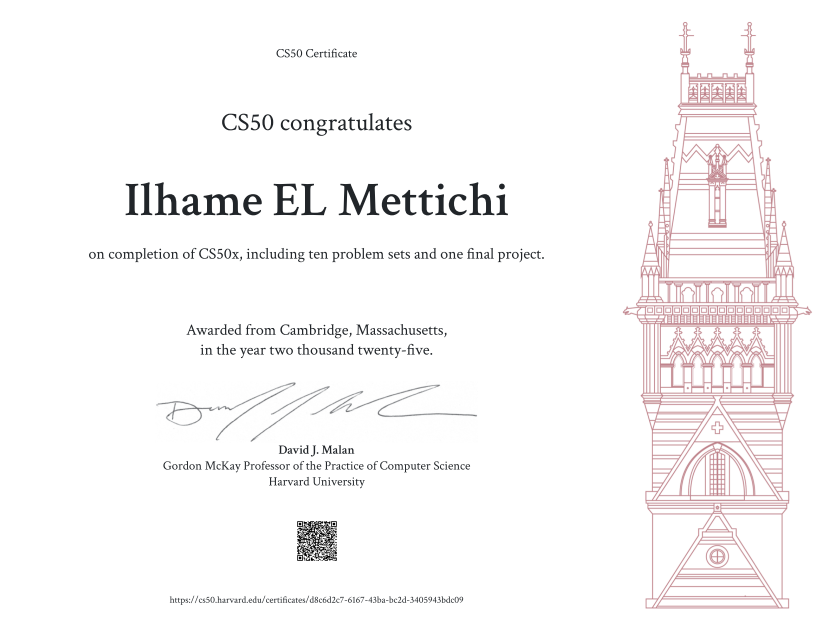 CS50 Certificate
CS50 congratulates
Ilhame EL Mettichi
on completion of CS50x, including ten problem sets and one final project.
Awarded from Cambridge, Massachusetts,
in the year two thousand twenty-five.
David J. Malan
Gordon McKay Professor of the Practice of Computer Science
Harvard University
https://cs50.harvard.edu/certificates/d8c6d2c7-6167-43ba-bc2d-3405943bdc09